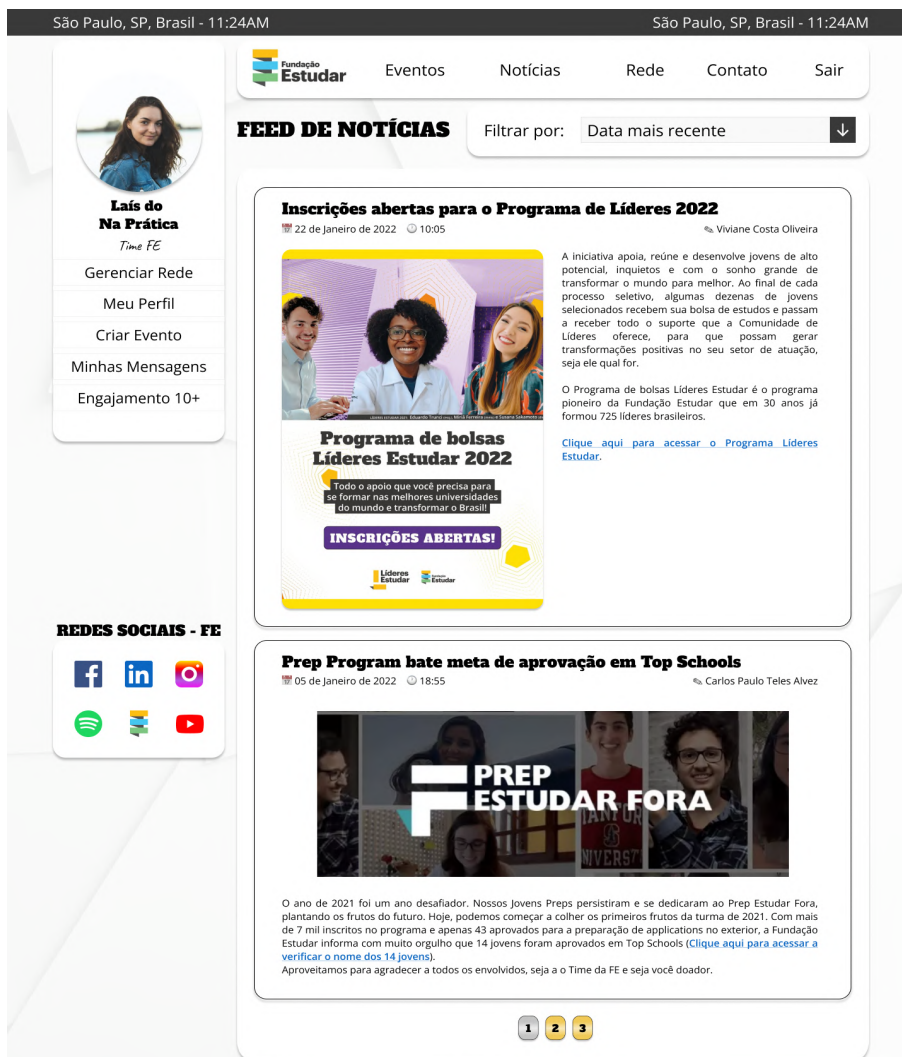 São Paulo, SP, Brasil - 11:24AM
São Paulo, SP, Brasil - 11:24AM
Fundação
Estudar
Eventos
Notícias
Rede
Contato
Sair
Laís do
Na Prática
Time FE
Gerenciar Rede
Meu Perfil
Criar Evento
Minhas Mensagens
Engajamento 10+
REDES SOCIAIS - FE
FEED DE NOTÍCIAS
Filtrar por:
Data mais recente
Inscrições abertas para o Programa de Líderes 2022
22 de Janeiro de 2022
10:05
Viviane Costa Oliveira
Programa de bolsas
Líderes Estudar 2022
Todo o apoio que você precisa para
se formar nas melhores universidades
do mundo e transformar o Brasil!
INSCRIÇÕES ABERTAS!
Líderes
Estudar
Fundação
Estudar
A iniciativa apoia, reúne e desenvolve jovens de alto
potencial, inquietos e com o sonho grande de
transformar o mundo para melhor. Ao final de cada
processo seletivo, algumas dezenas de jovens
selecionados recebem sua bolsa de estudos e passam
a receber todo o suporte que a Comunidade de
Líderes oferece, para que possam gerar
transformações positivas no seu setor de atuação,
seja ele qual for.
O Programa de bolsas Líderes Estudar é o programa
pioneiro da Fundação Estudar que em 30 anos já
formou 725 líderes brasileiros.
Clique aqui para acessar o Programa Líderes
Estudar.
Prep Program bate meta de aprovação em Top Schools
05 de Janeiro de 2022
18:55
Carlos Paulo Teles Alvez
PREP
ESTUDAR FORA
O ano de 2021 foi um ano desafiador. Nossos Jovens Preps persistiram e se dedicaram ao Prep Estudar Fora,
plantando os frutos do futuro. Hoje, podemos começar a colher os primeiros frutos da turma de 2021. Com mais
de 7 mil inscritos no programa e apenas 43 aprovados para a preparação de applications no exterior, a Fundação
Estudar informa com muito orgulho que 14 jovens foram aprovados em Top Schools (Clique aqui para acessar a
verificar o nome dos 14 jovens).
Aproveitamos para agradecer a todos os envolvidos, seja a o Time da FE e seja você doador.
1
2
3